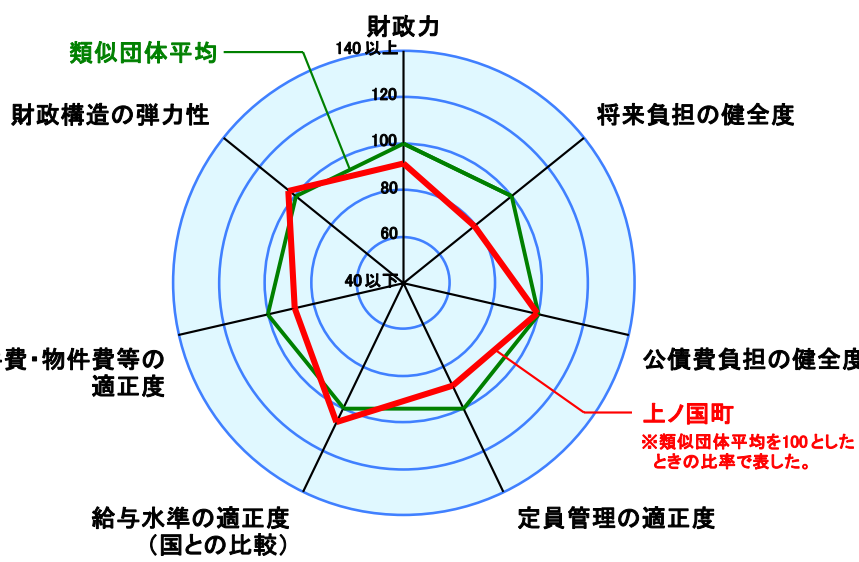 財政力
類似団体平均
140以上
120
100
80
60
40以下
財政構造の弾力性
将来負担の健全度
費・物件費等の
適正度
公債費負担の健全度
上ノ国町
※類似団体平均を100とした
ときの比率で表した。
給与水準の適正度
（国との比較）
定員管理の適正度